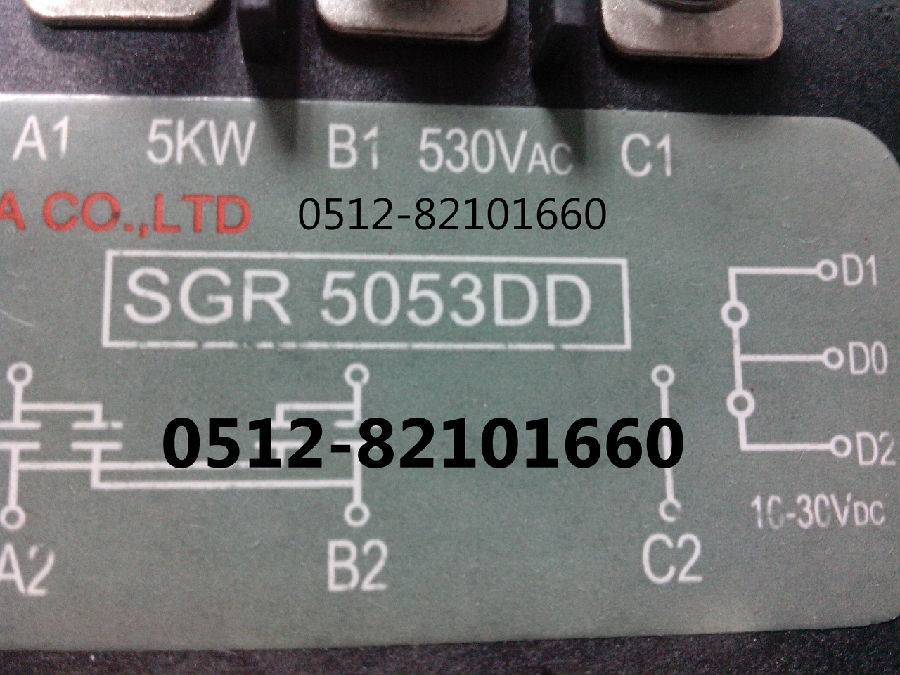 A1 5KW B1 530VAC C1
A CO.,LTD 0512-82101660
SGR 5053DD
D1
D0
0512-82101660
D2
10-30VDC
A2 B2 C2